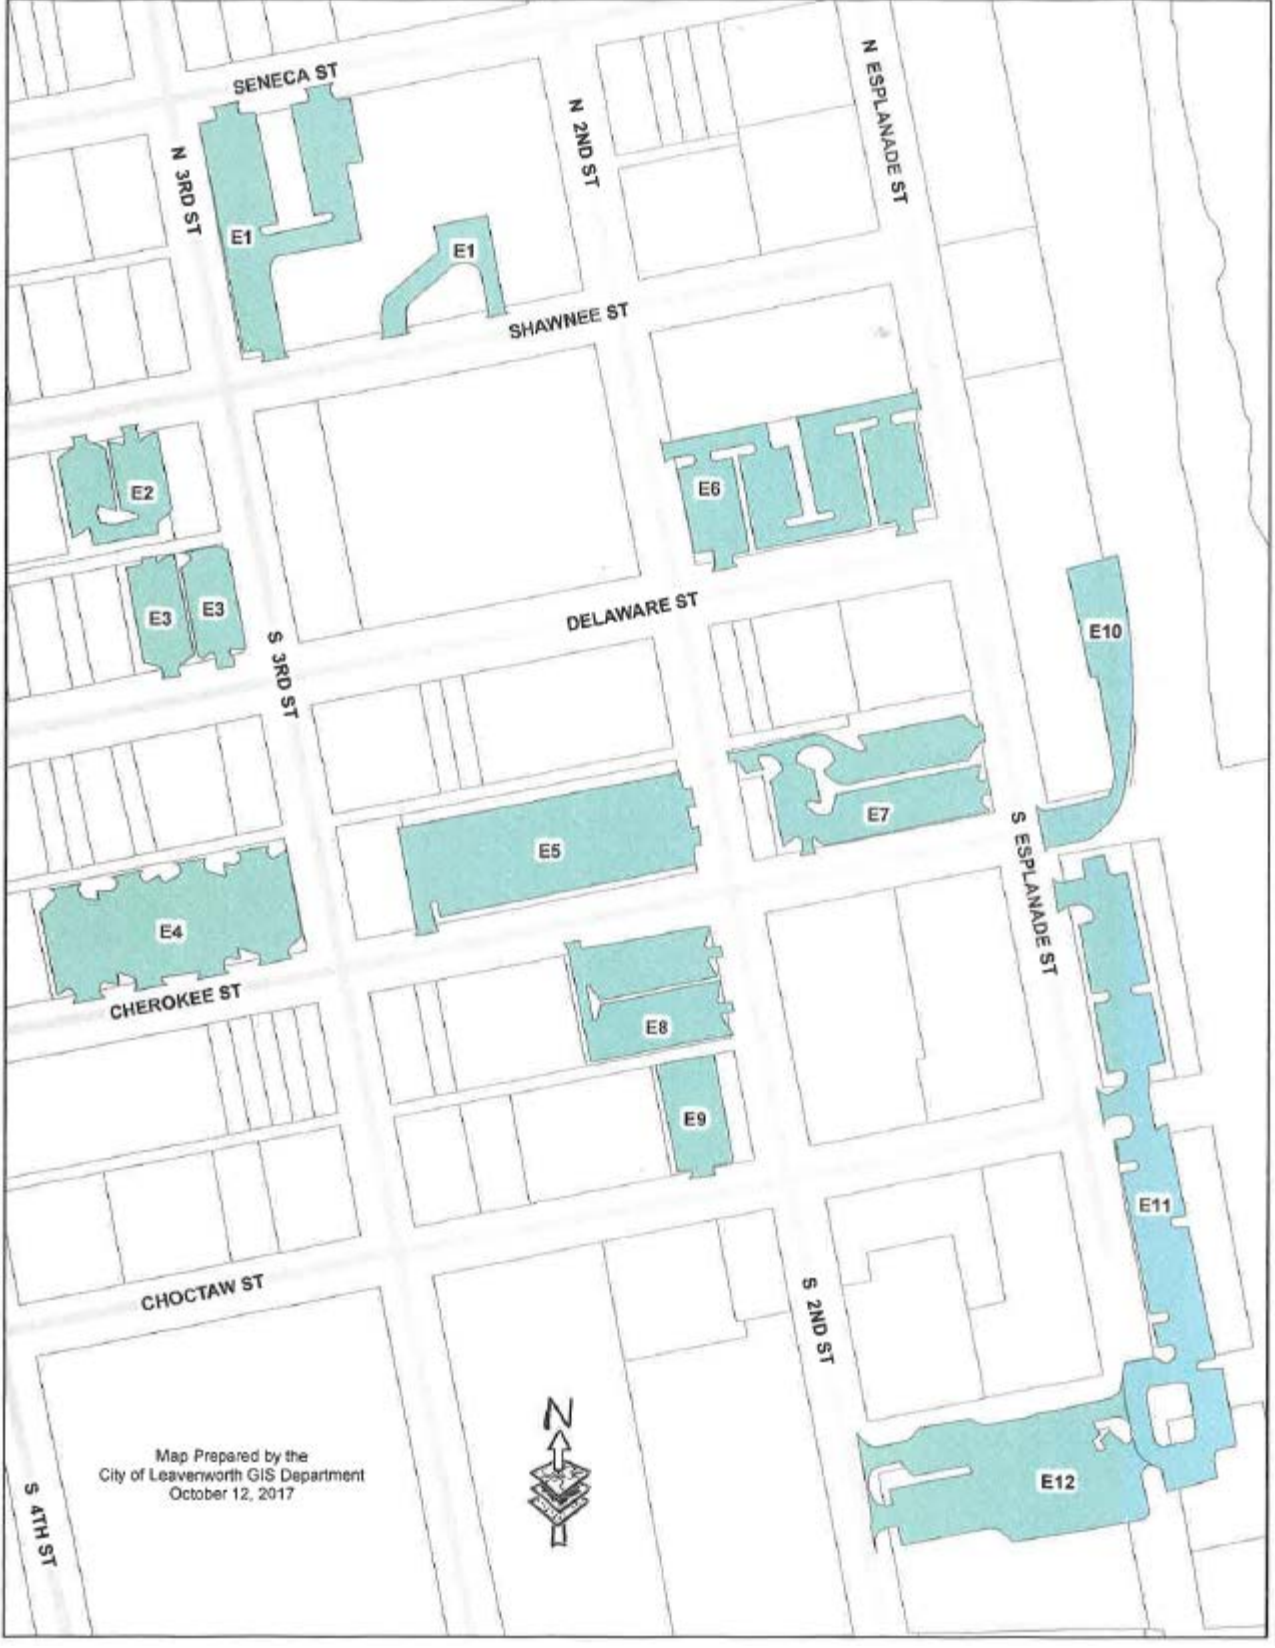 SENECA ST
N ESPLANADE ST
N 2ND ST
N 3RD ST
E1
E1
SHAWNEE ST
E2
E6
E3
E3
DELAWARE ST
E10
S 3RD ST
E7
E5
S ESPLANADE ST
E4
CHEROKEE ST
E8
E9
E11
CHOCTAW ST
S 2ND ST
N
Map Prepared by the
City of Leavenworth GIS Department
October 12, 2017
E12
S 4TH ST